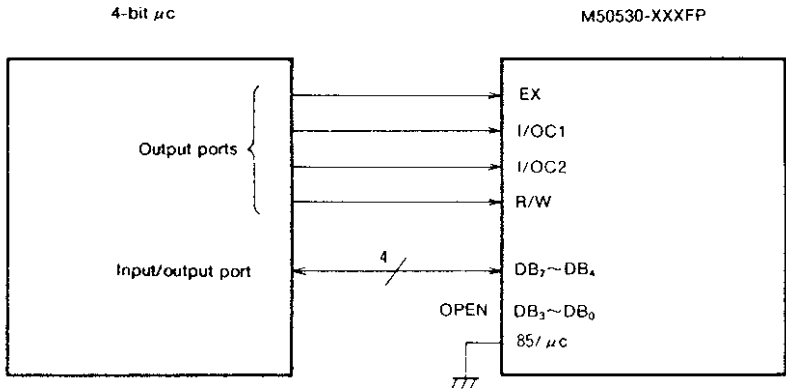 4-bit μc
M50530-XXXFP
Output ports
EX
I/OC1
I/OC2
R/W
Input/output port
4
DB₇~DB₄
OPEN
DB₃~DB₀
85/μc